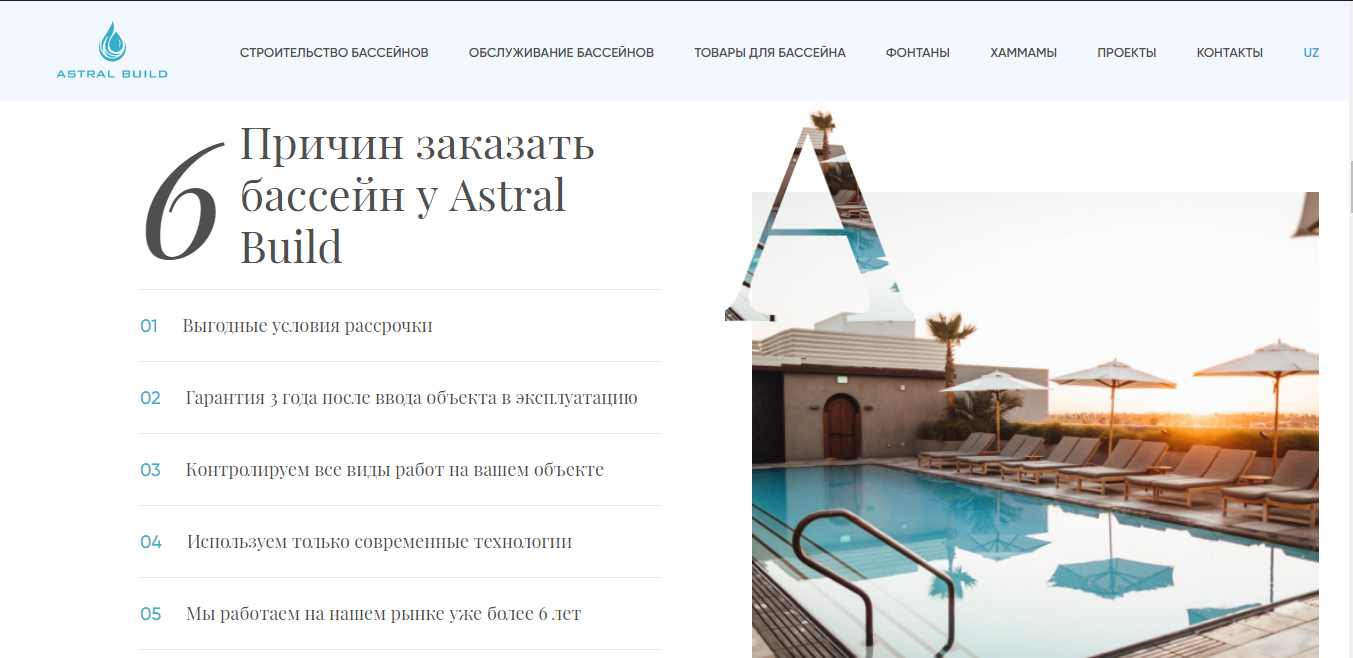 ASTRAL BUILD
СТРОИТЕЛЬСТВО БАССЕЙНОВ
ОБСЛУЖИВАНИЕ БАССЕЙНОВ
ТОВАРЫ ДЛЯ БАССЕЙНА
ФОНТАНЫ
ХАММАМЫ
ПРОЕКТЫ
КОНТАКТЫ
UZ
6
Причин заказать
бассейн у Astral
Build
01 Выгодные условия рассрочки
02 Гарантия 3 года после ввода объекта в эксплуатацию
03 Контролируем все виды работ на вашем объекте
04 Используем только современные технологии
05 Мы работаем на нашем рынке уже более 6 лет
A